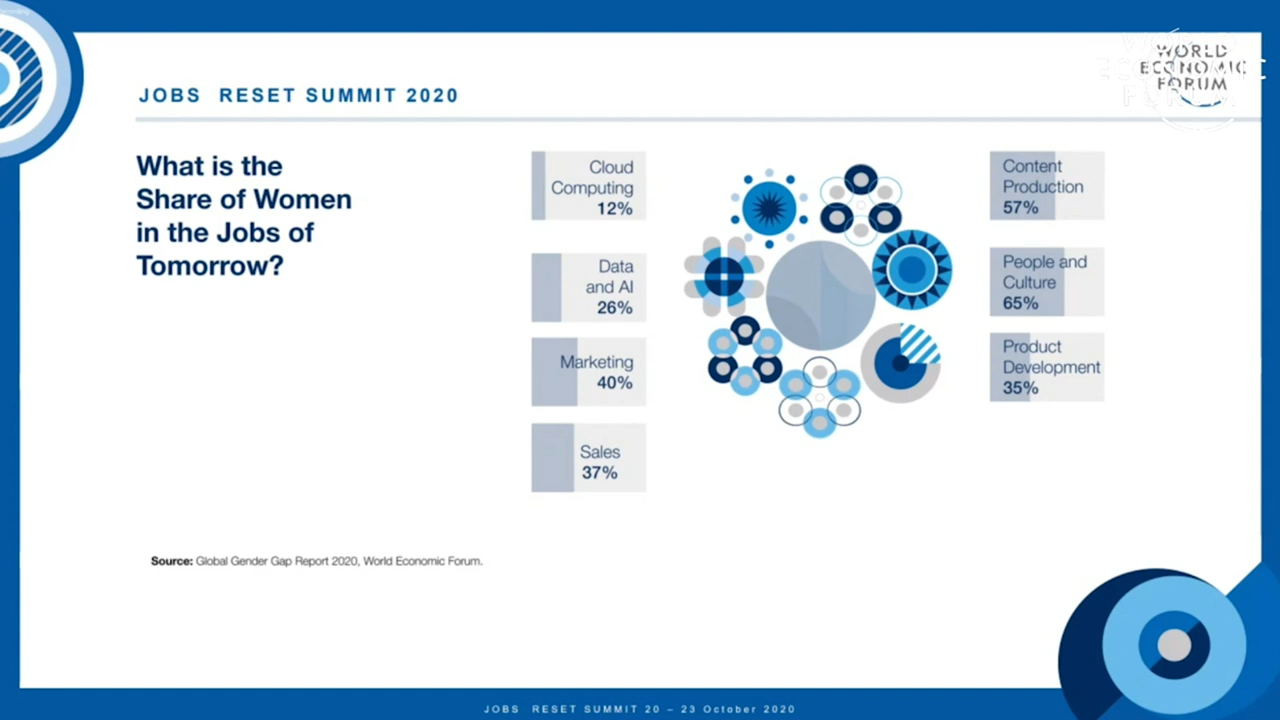 JOBS RESET SUMMIT 2020
WORLD
ECONOMIC
FORUM
What is the
Share of Women
in the Jobs of
Tomorrow?
Cloud
Computing
12%
Data
and AI
26%
Marketing
40%
Sales
37%
Content
Production
57%
People and
Culture
65%
Product
Development
35%
Source: Global Gender Gap Report 2020, World Economic Forum.
JOBS RESET SUMMIT 20 – 23 October 2020